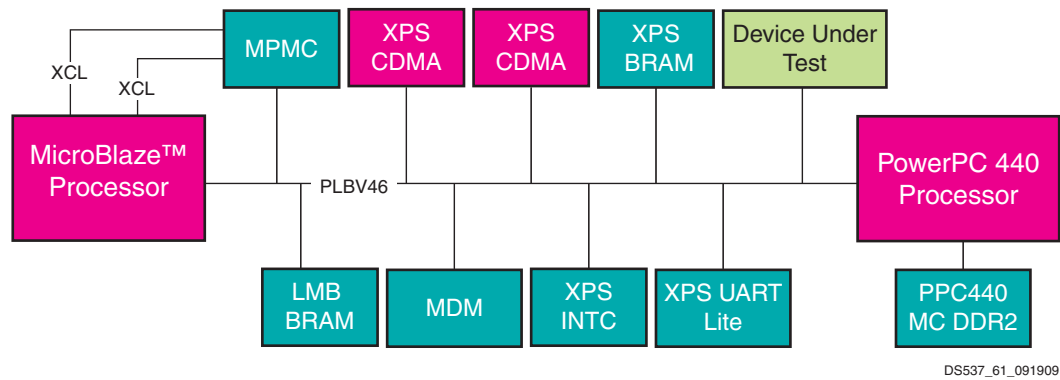 MPMC
XPS
CDMA
XPS
CDMA
XPS
BRAM
Device Under
Test
XCL
XCL
MicroBlaze™
Processor
PLBV46
PowerPC 440
Processor
LMB
BRAM
MDM
XPS
INTC
XPS UART
Lite
PPC440
MC DDR2
DS537_61_091909